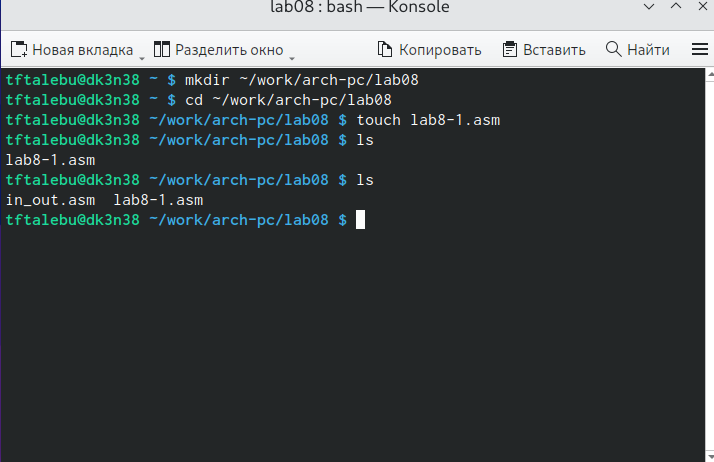 lab08 : bash — Konsole
Новая вкладка Разделить окно Копировать Вставить Найти
tftalebu@dk3n38 ~ $ mkdir ~/work/arch-pc/lab08
tftalebu@dk3n38 ~ $ cd ~/work/arch-pc/lab08
tftalebu@dk3n38 ~/work/arch-pc/lab08 $ touch lab8-1.asm
tftalebu@dk3n38 ~/work/arch-pc/lab08 $ ls
lab8-1.asm
tftalebu@dk3n38 ~/work/arch-pc/lab08 $ ls
in_out.asm  lab8-1.asm
tftalebu@dk3n38 ~/work/arch-pc/lab08 $